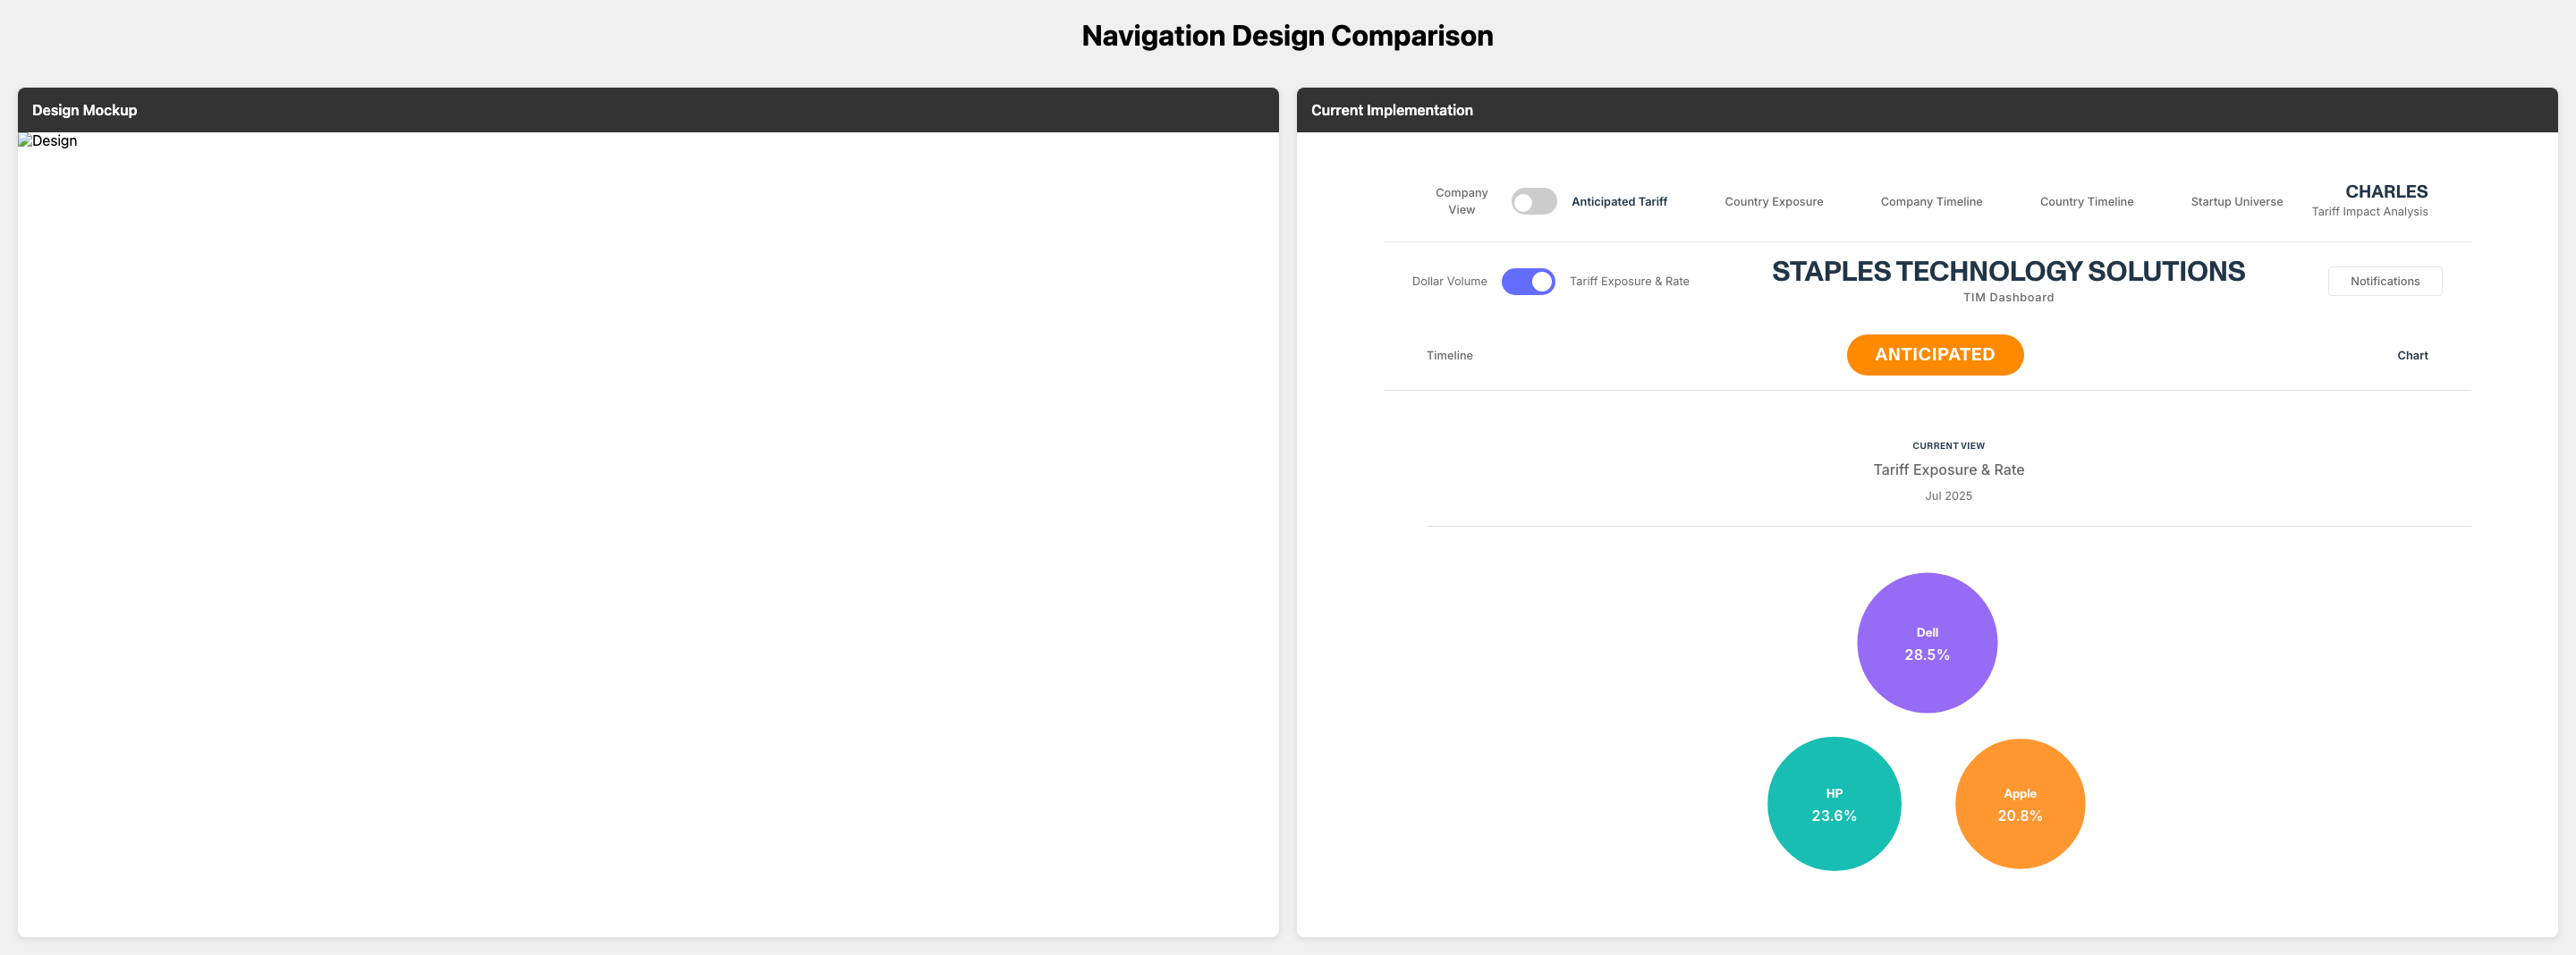 Navigation Design Comparison
Design Mockup
Design
Current Implementation
Company
View
Anticipated Tariff
Country Exposure
Company Timeline
Country Timeline
Startup Universe
CHARLES
Tariff Impact Analysis
Dollar Volume
Tariff Exposure & Rate
STAPLES TECHNOLOGY SOLUTIONS
TIM Dashboard
Notifications
Timeline
ANTICIPATED
Chart
CURRENT VIEW
Tariff Exposure & Rate
Jul 2025
Dell
28.5%
HP
23.6%
Apple
20.8%